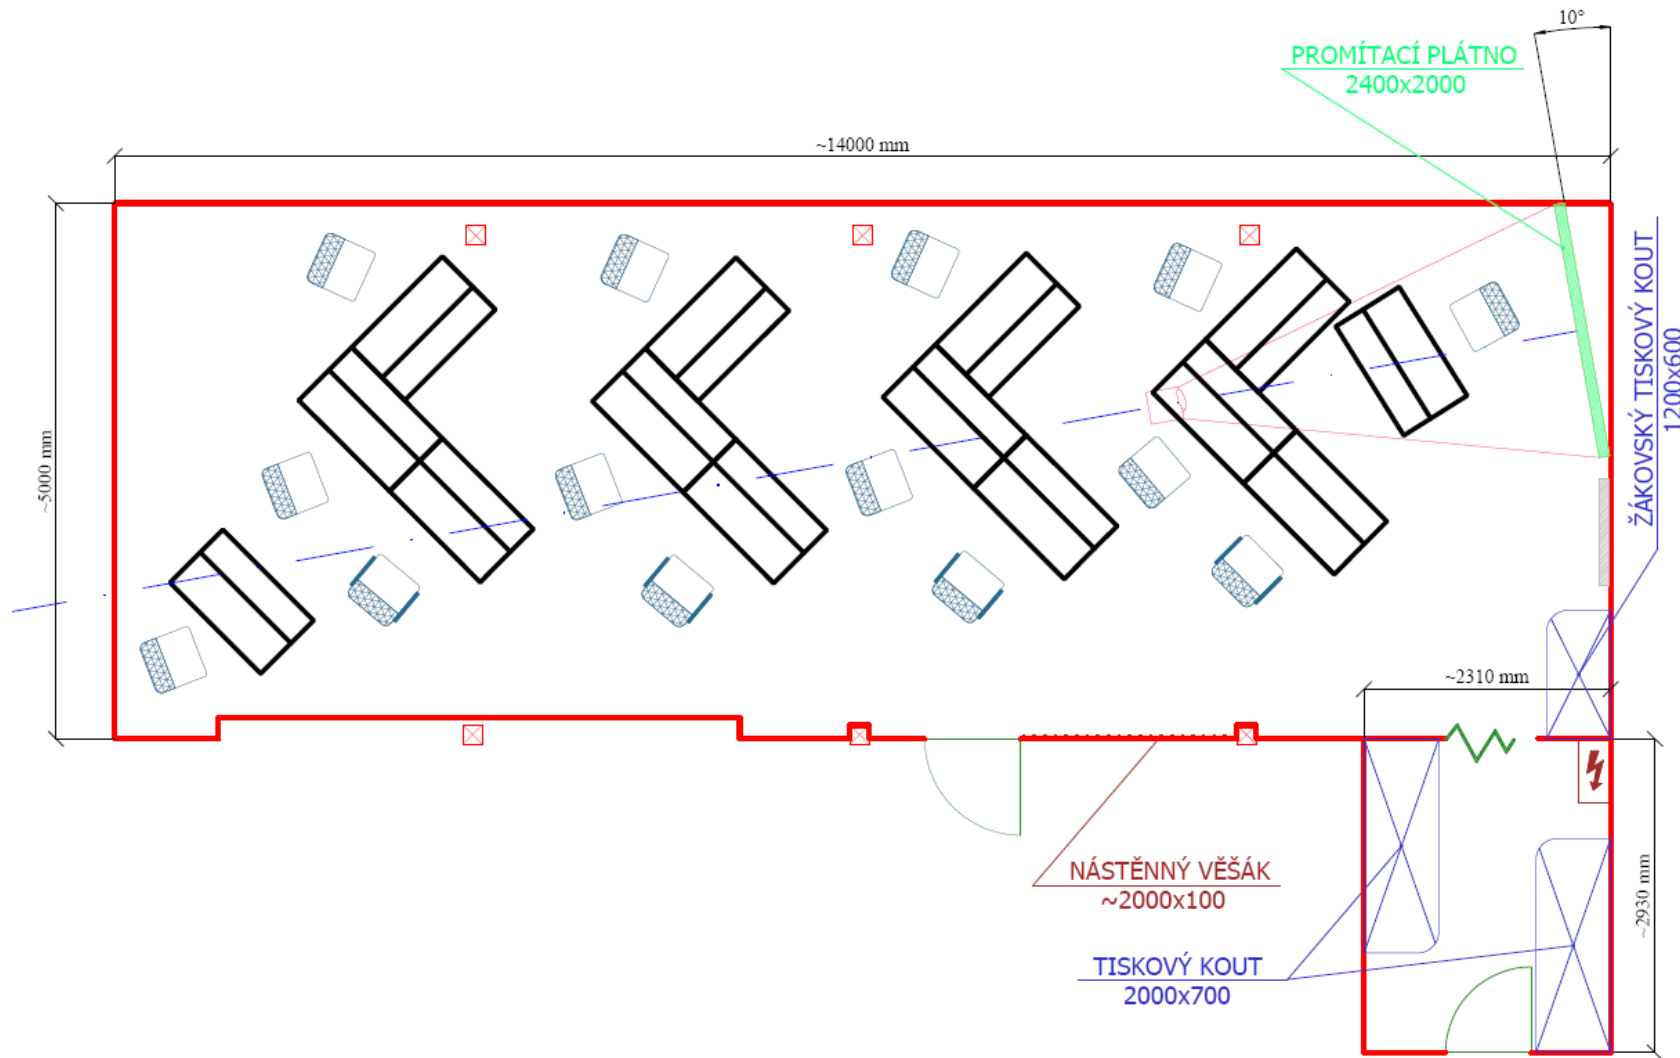 10°
PROMÍTACÍ PLÁTNO
2400x2000
~14000 mm
ŽÁKOVSKÝ TISKOVÝ KOUT
1200x600
~5000 mm
~2310 mm
NÁSTĚNNÝ VĚŠÁK
~2000x100
~2930 mm
TISKOVÝ KOUT
2000x700